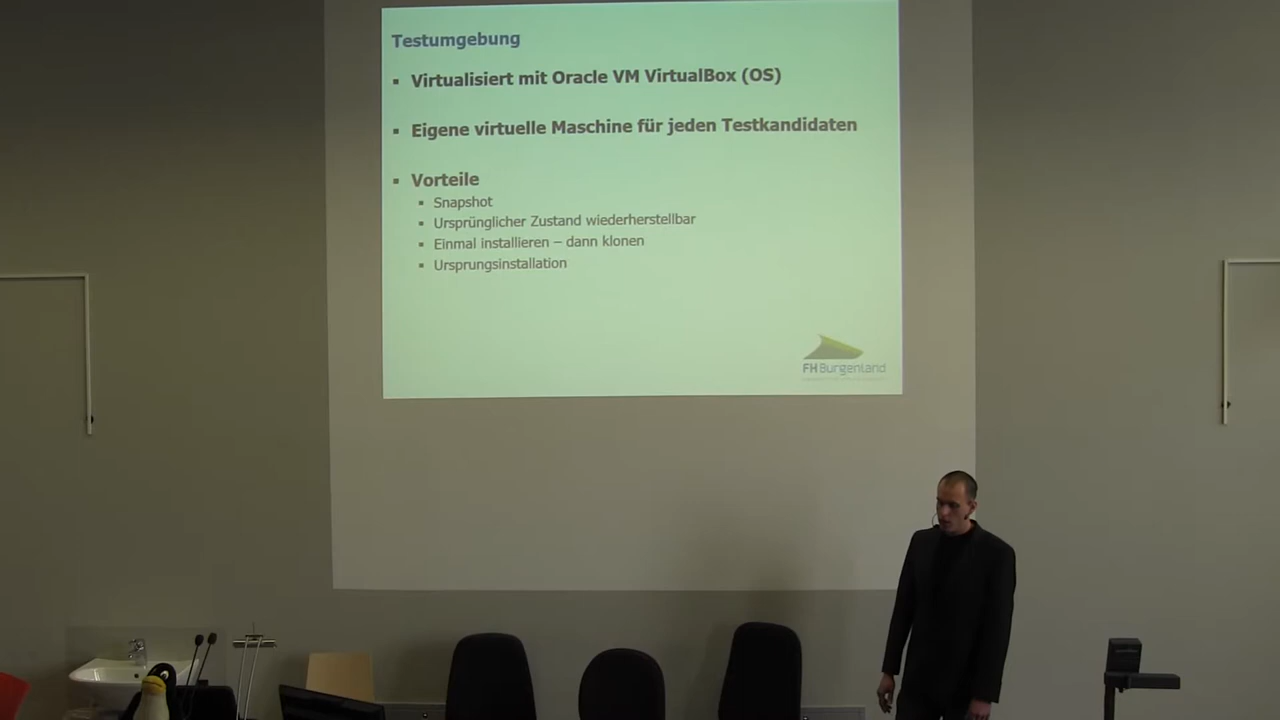 Testumgebung
▪ Virtualisiert mit Oracle VM VirtualBox (OS)
▪ Eigene virtuelle Maschine für jeden Testkandidaten
▪ Vorteile
▪ Snapshot
▪ Ursprünglicher Zustand wiederherstellbar
▪ Einmal installieren – dann klonen
▪ Ursprungsinstallation
FH Burgenland